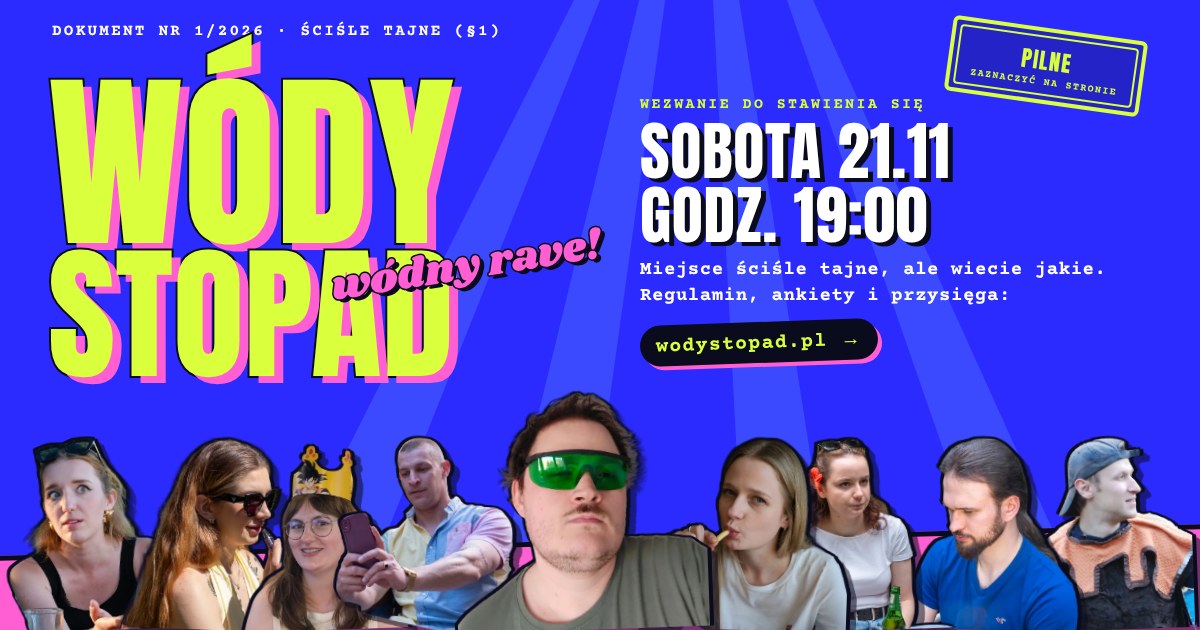 DOKUMENT NR 1/2026 · ŚCIŚLE TAJNE (§1)
WÓDY
STOPAD
wódny rave!
PILNE
ZAZNACZYĆ NA STRONIE
WEZWANIE DO STAWIENIA SIĘ
SOBOTA 21.11
GODZ. 19:00
Miejsce ściśle tajne, ale wiecie jakie.
Regulamin, ankiety i przysięga:
wodystopad.pl →